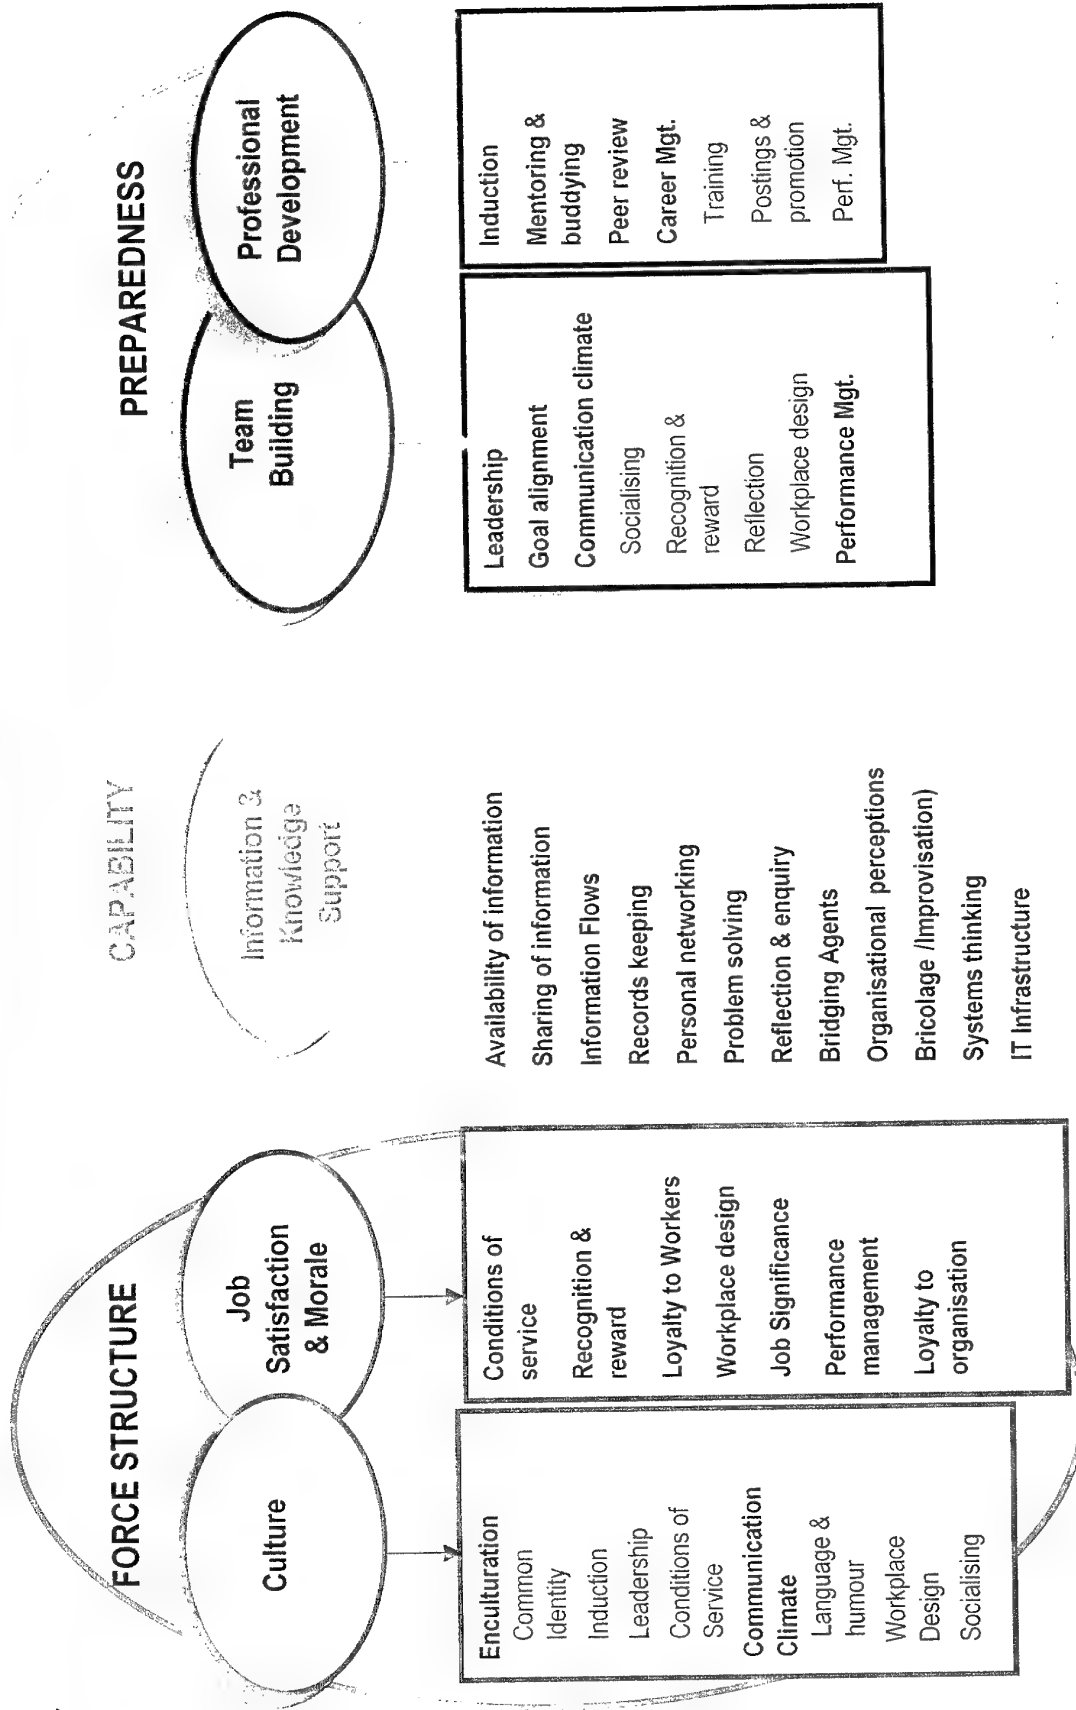 FORCE STRUCTURE
CAPABILITY
PREPAREDNESS
Culture
Job
Satisfaction
& Morale
Information &
Knowledge
Support
Team
Building
Professional
Development
Enculturation
Common
Identity
Induction
Leadership
Conditions of
Service
Communication
Climate
Language &
humour
Workplace
Design
Socialising
Conditions of
service
Recognition &
reward
Loyalty to Workers
Workplace design
Job Significance
Performance
management
Loyalty to
organisation
Availability of information
Sharing of information
Information Flows
Records keeping
Personal networking
Problem solving
Reflection & enquiry
Bridging Agents
Organisational perceptions
Bricolage /Improvisation)
Systems thinking
IT Infrastructure
Leadership
Goal alignment
Communication climate
Socialising
Recognition &
reward
Reflection
Workplace design
Performance Mgt.
Induction
Mentoring &
buddying
Peer review
Career Mgt.
Training
Postings &
promotion
Perf. Mgt.